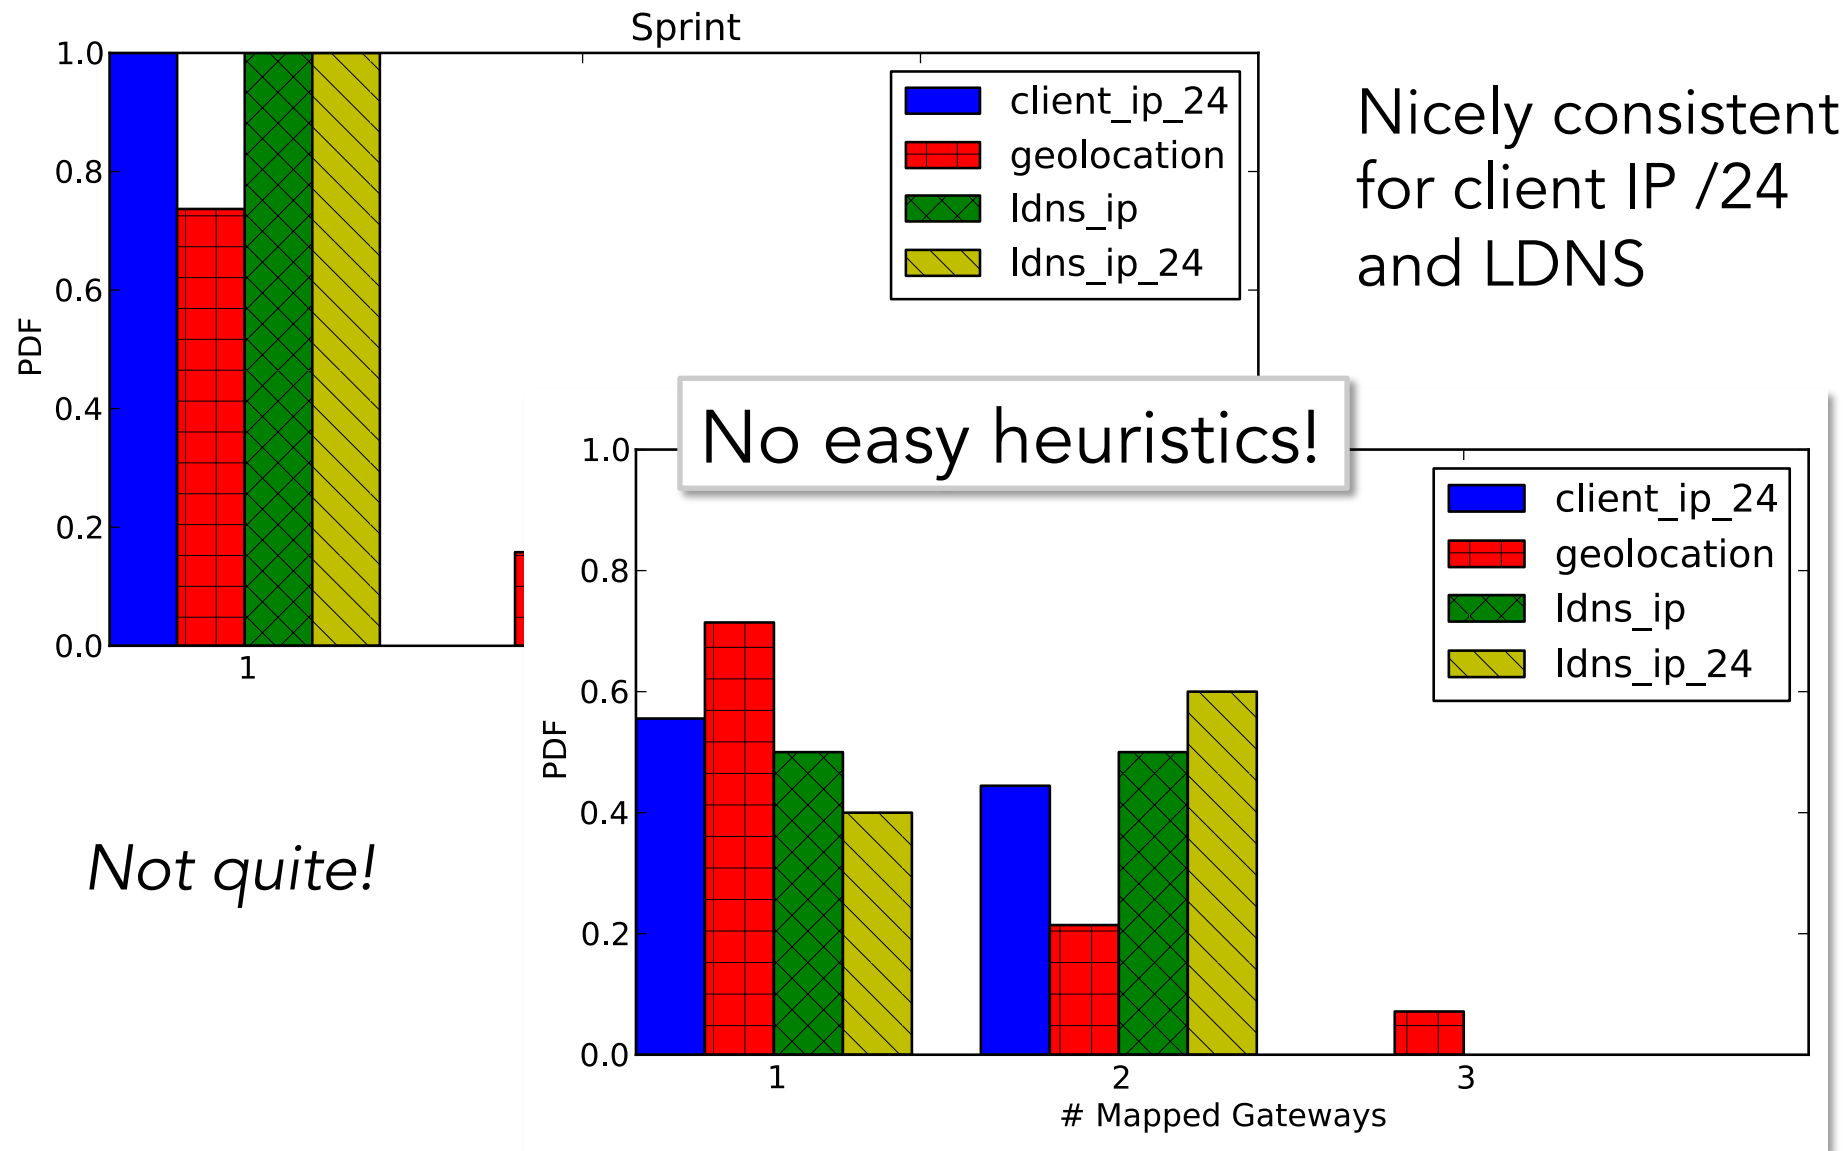 Sprint
1.0
0.8
0.6
0.4
0.2
0.0
PDF
1
client_ip_24
geolocation
ldns_ip
ldns_ip_24
Nicely consistent
for client IP /24
and LDNS
No easy heuristics!
1.0
0.8
0.6
0.4
0.2
0.0
PDF
client_ip_24
geolocation
ldns_ip
ldns_ip_24
1 2 3
# Mapped Gateways
Not quite!